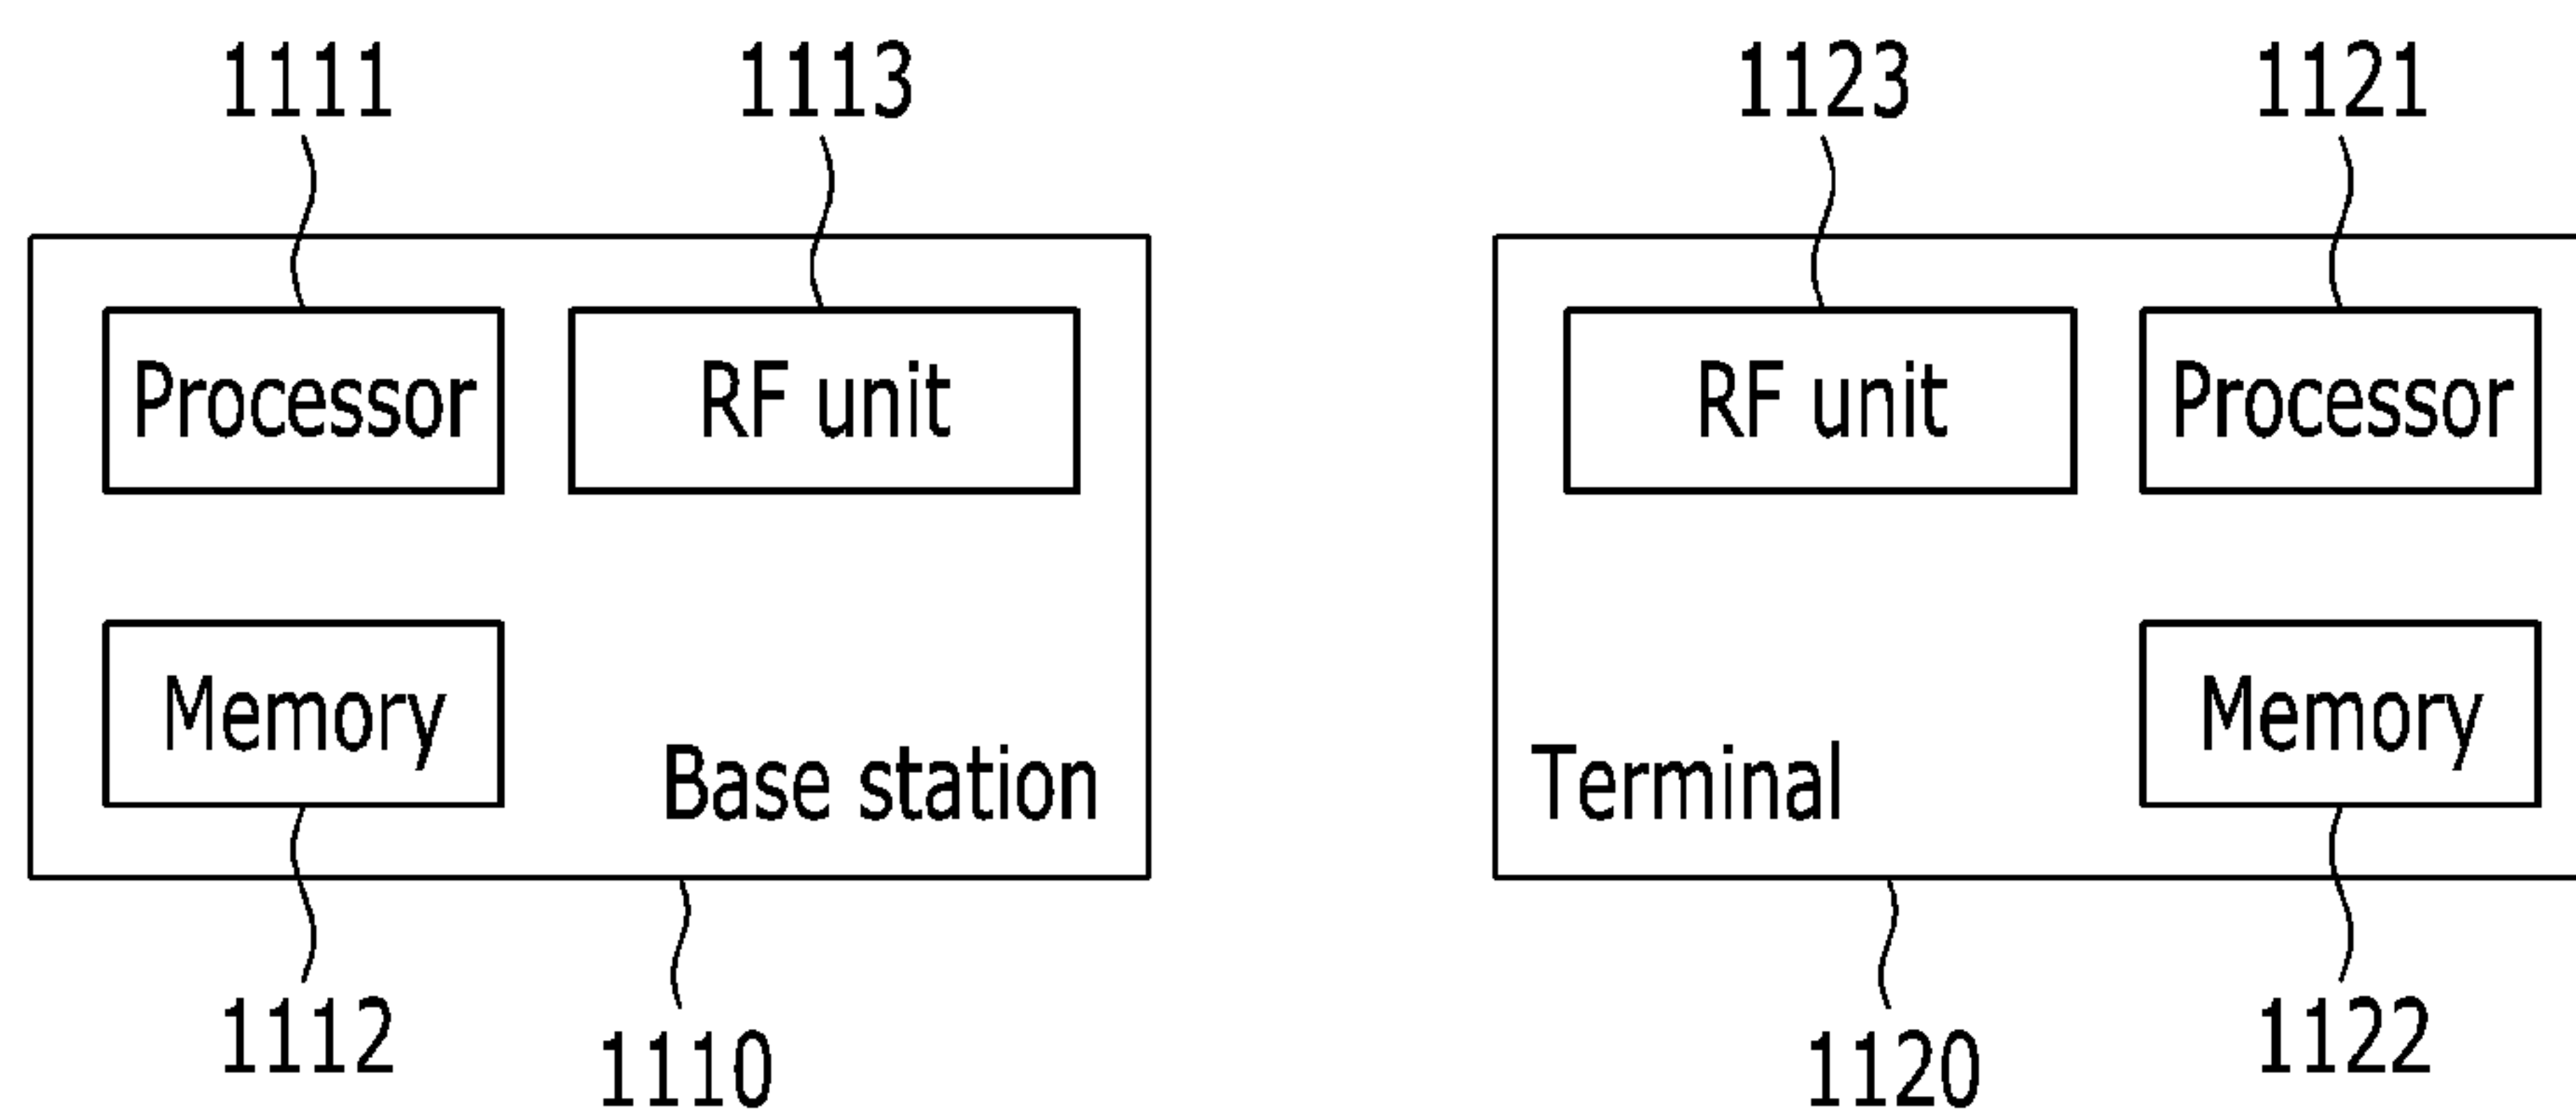 1111
1113
1123
1121
Processor
RF unit
RF unit
Processor
Memory
Base station
Terminal
Memory
1112
1110
1120
1122